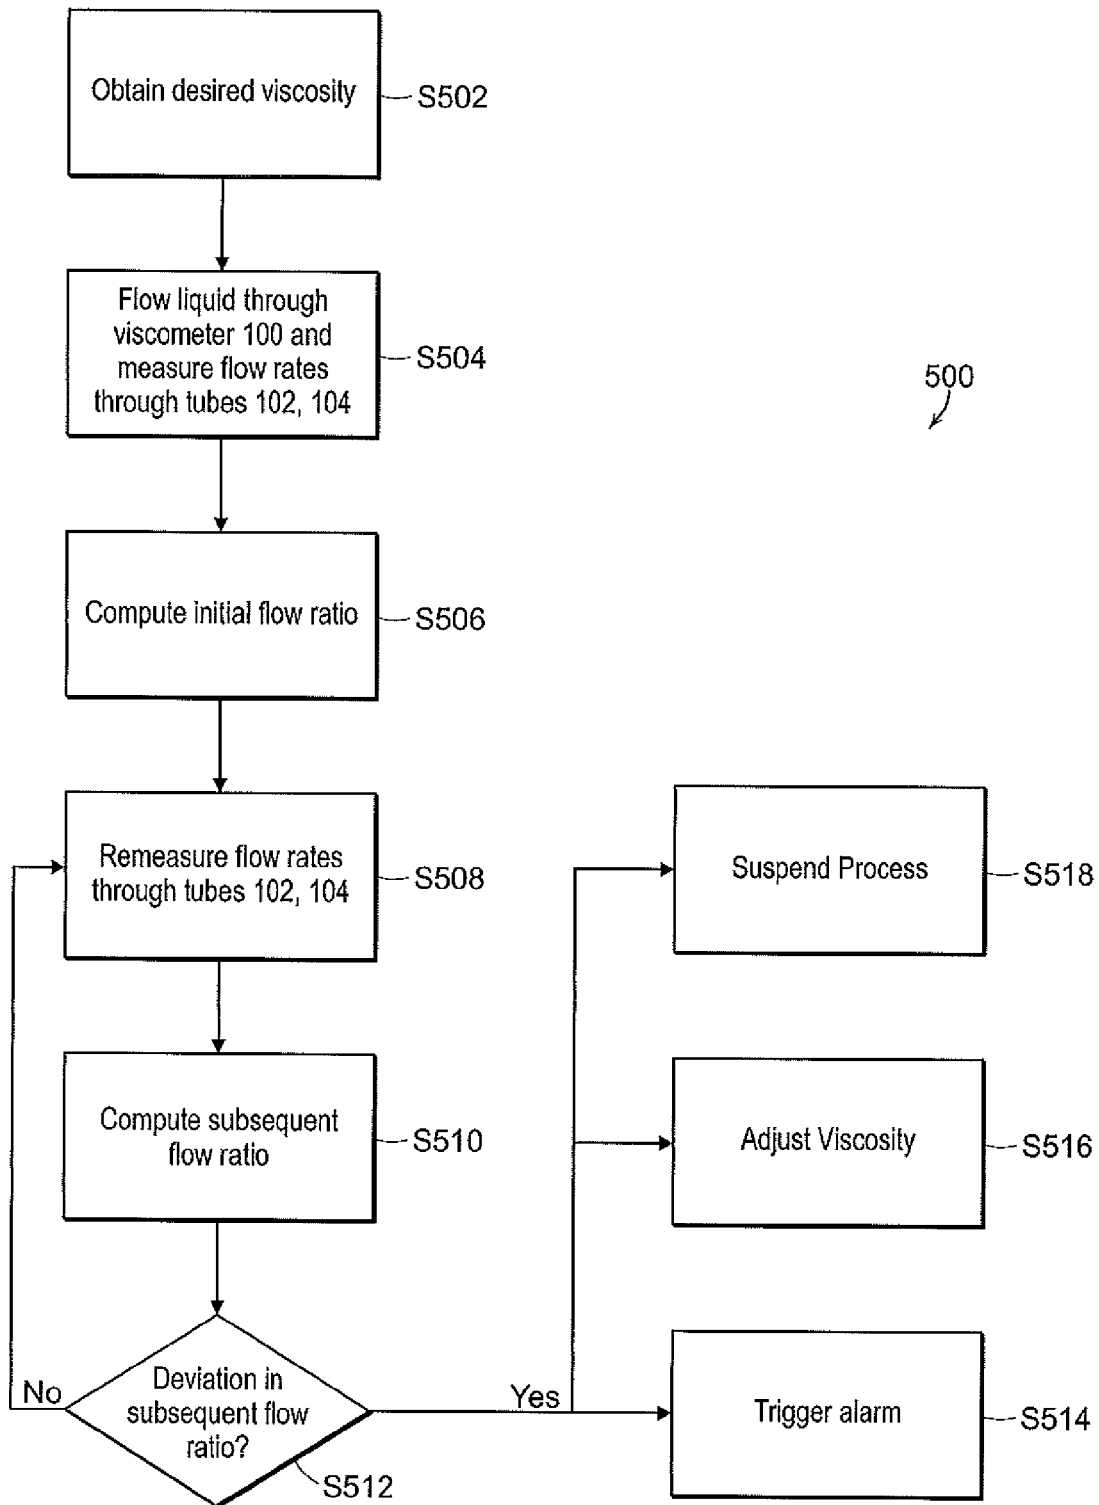 Obtain desired viscosity
S502
Flow liquid through
viscometer 100 and
measure flow rates
through tubes 102, 104
S504
500
Compute initial flow ratio
S506
Remeasure flow rates
through tubes 102, 104
S508
Suspend Process
S518
Compute subsequent
flow ratio
S510
Adjust Viscosity
S516
Deviation in
subsequent flow
ratio?
S512
No
Yes
Trigger alarm
S514